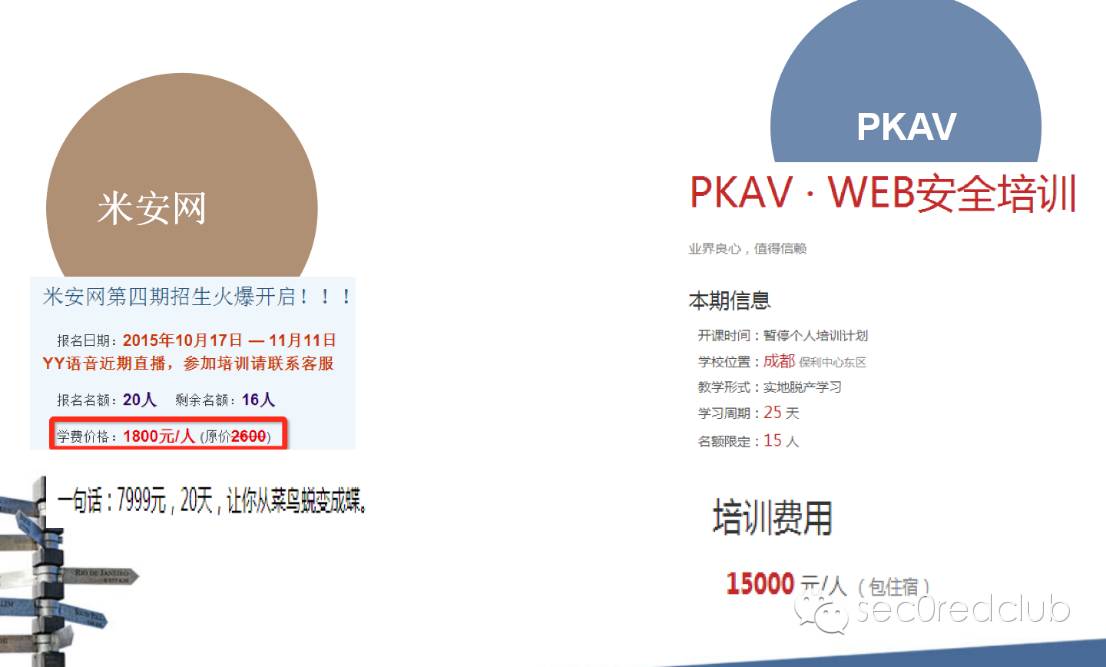 米安网
米安网第四期招生火爆开启！！！
报名日期：2015年10月17日 — 11月11日
YY语音近期直播，参加培训请联系客服
报名名额：20人 剩余名额：16人
学费价格：1800元/人 (原价2600)
一句话：7999元，20天，让你从菜鸟蜕变成蝶。
RIO DE JANEIRO
PKAV
PKAV · WEB安全培训
业界良心，值得信赖
本期信息
开课时间：暂停个人培训计划
学校位置：成都 保利中心东区
教学形式：实地脱产学习
学习周期：25 天
名额限定：15 人
培训费用
15000 元/人（包住宿）
sec0redclub